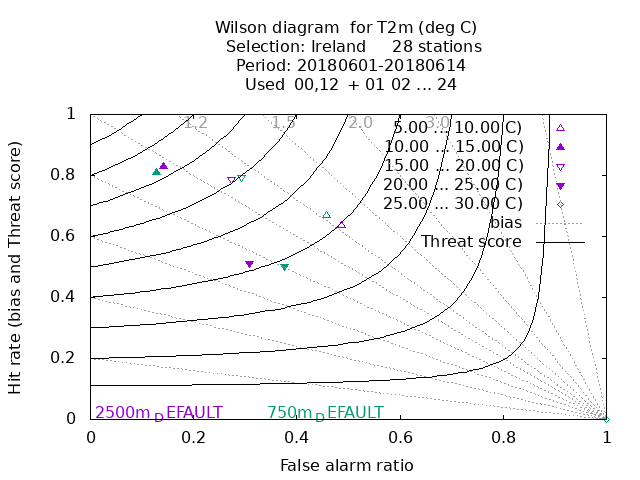 Wilson diagram for T2m (deg C)
Selection: Ireland 28 stations
Period: 20180601-20180614
Used 00,12 + 01 02 ... 24
1.2 1.5 2.0 3.0
5.00 ... 10.00 C)
10.00 ... 15.00 C)
15.00 ... 20.00 C)
20.00 ... 25.00 C)
25.00 ... 30.00 C)
bias
Threat score
1
0.8
0.6
0.4
0.2
0
Hit rate (bias and Threat score)
2500m_DEFAULT 750m_DEFAULT
0 0.2 0.4 0.6 0.8 1
False alarm ratio